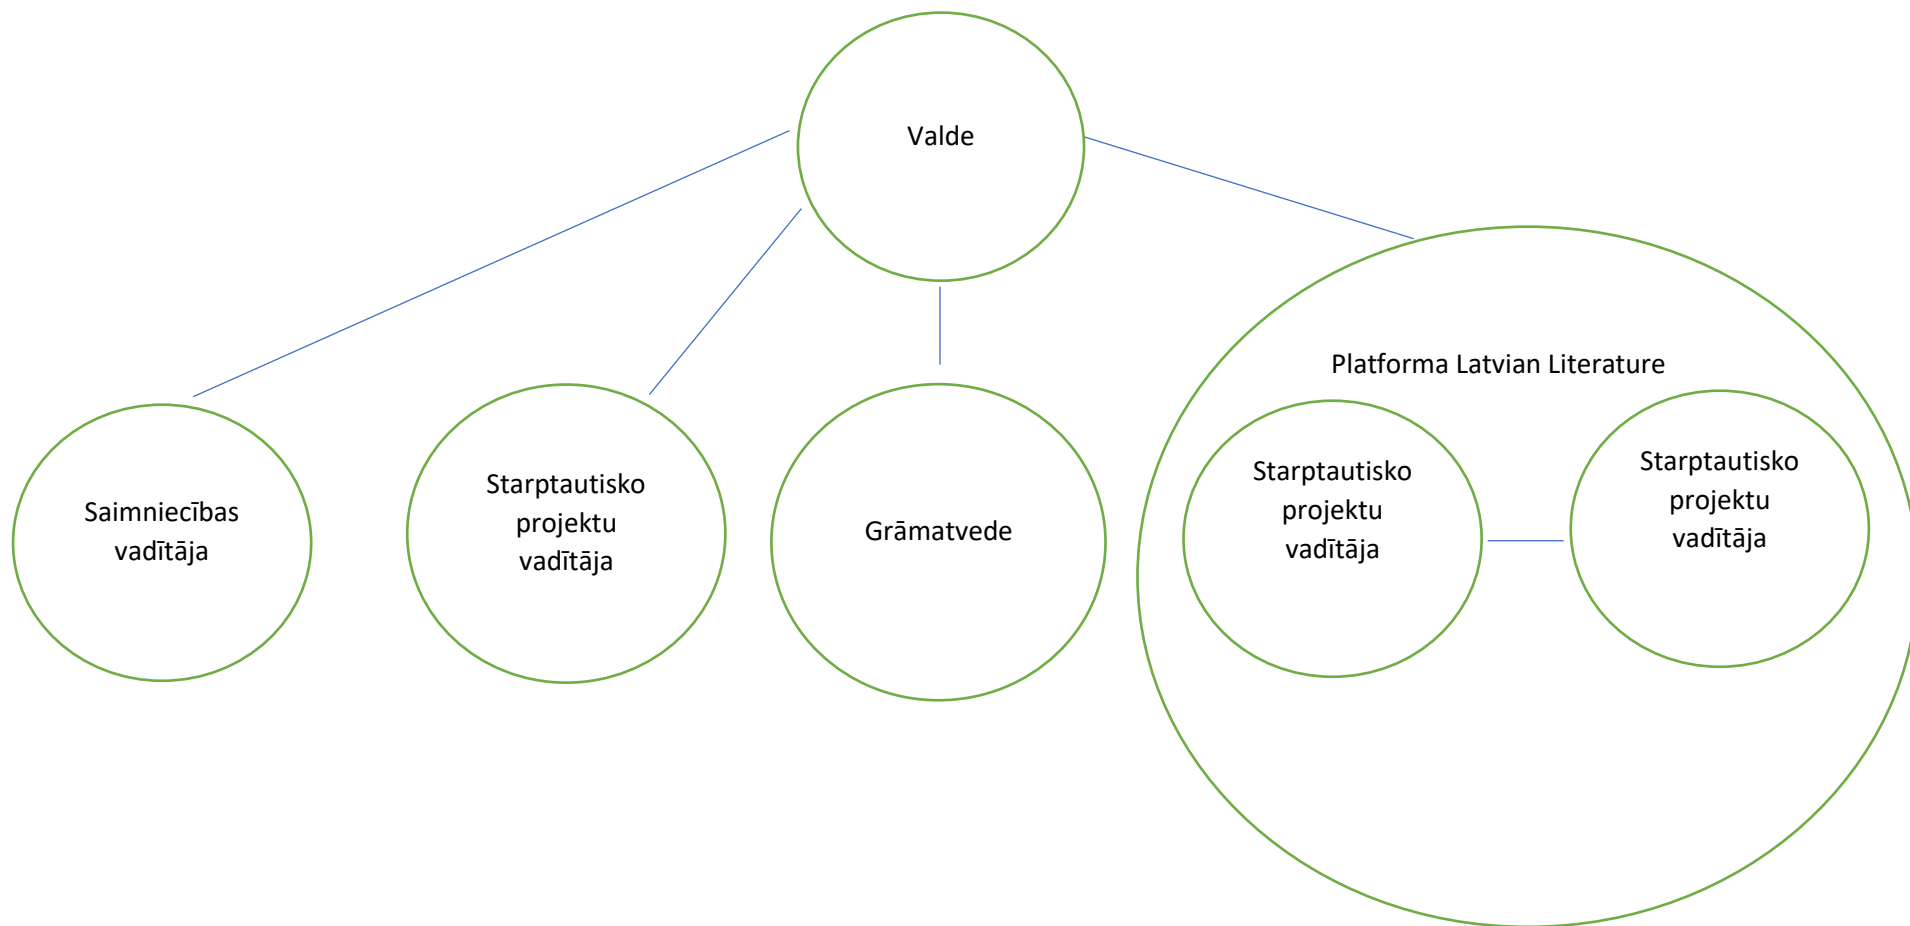 Valde
Saimniecības
vadītāja
Starptautisko
projektu
vadītāja
Grāmatvede
Platforma Latvian Literature
Starptautisko
projektu
vadītāja
Starptautisko
projektu
vadītāja